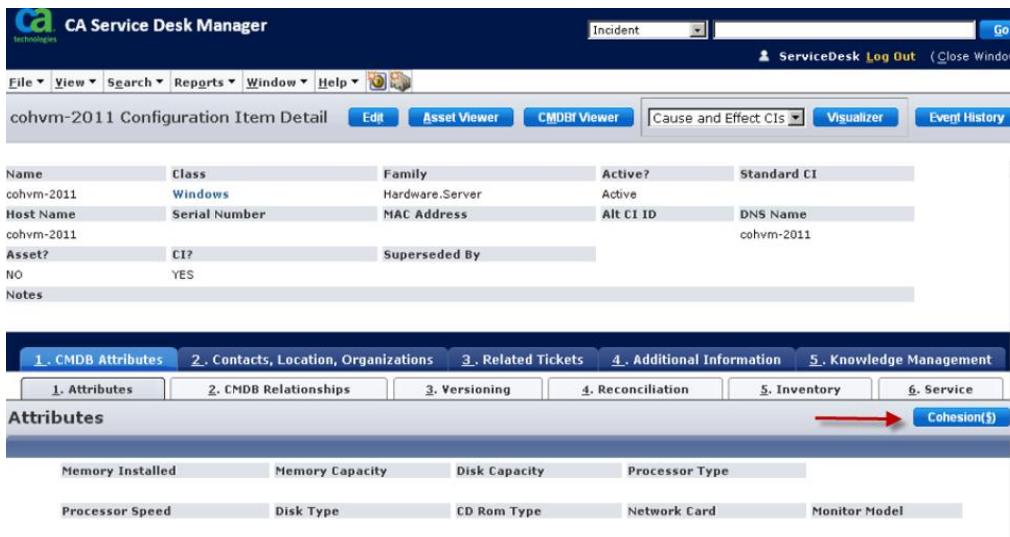 ca
technologies
CA Service Desk Manager
Incident
Go
ServiceDesk Log Out (Close Windo
File View Search Reports Window Help
cohvm-2011 Configuration Item Detail Edit Asset Viewer CMDBf Viewer Cause and Effect CIs Visualizer Event History
Name Class Family Active? Standard CI
cohvm-2011 Windows Hardware.Server Active
Host Name Serial Number MAC Address Alt CI ID DNS Name
cohvm-2011 cohvm-2011
Asset? CI? Superseded By
NO YES
Notes
1. CMDB Attributes 2. Contacts, Location, Organizations 3. Related Tickets 4. Additional Information 5. Knowledge Management
1. Attributes 2. CMDB Relationships 3. Versioning 4. Reconciliation 5. Inventory 6. Service
Attributes Cohesion($)
Memory Installed Memory Capacity Disk Capacity Processor Type
Processor Speed Disk Type CD Rom Type Network Card Monitor Model